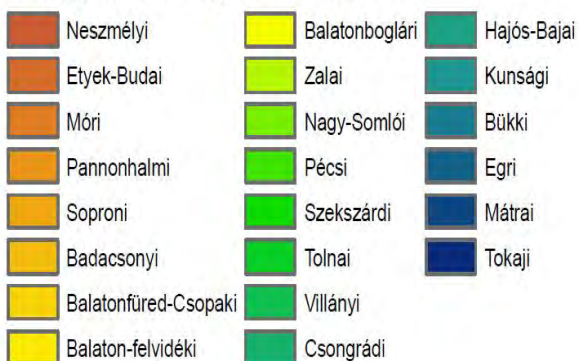 Neszmélyi
Etyek-Budai
Móri
Pannonhalmi
Soproni
Badacsonyi
Balatonfüred-Csopaki
Balaton-felvidéki
Balatonboglári
Zalai
Nagy-Somlói
Pécsi
Szekszárdi
Tolnai
Villányi
Csongrádi
Hajós-Bajai
Kunsági
Bükki
Egri
Mátrai
Tokaji